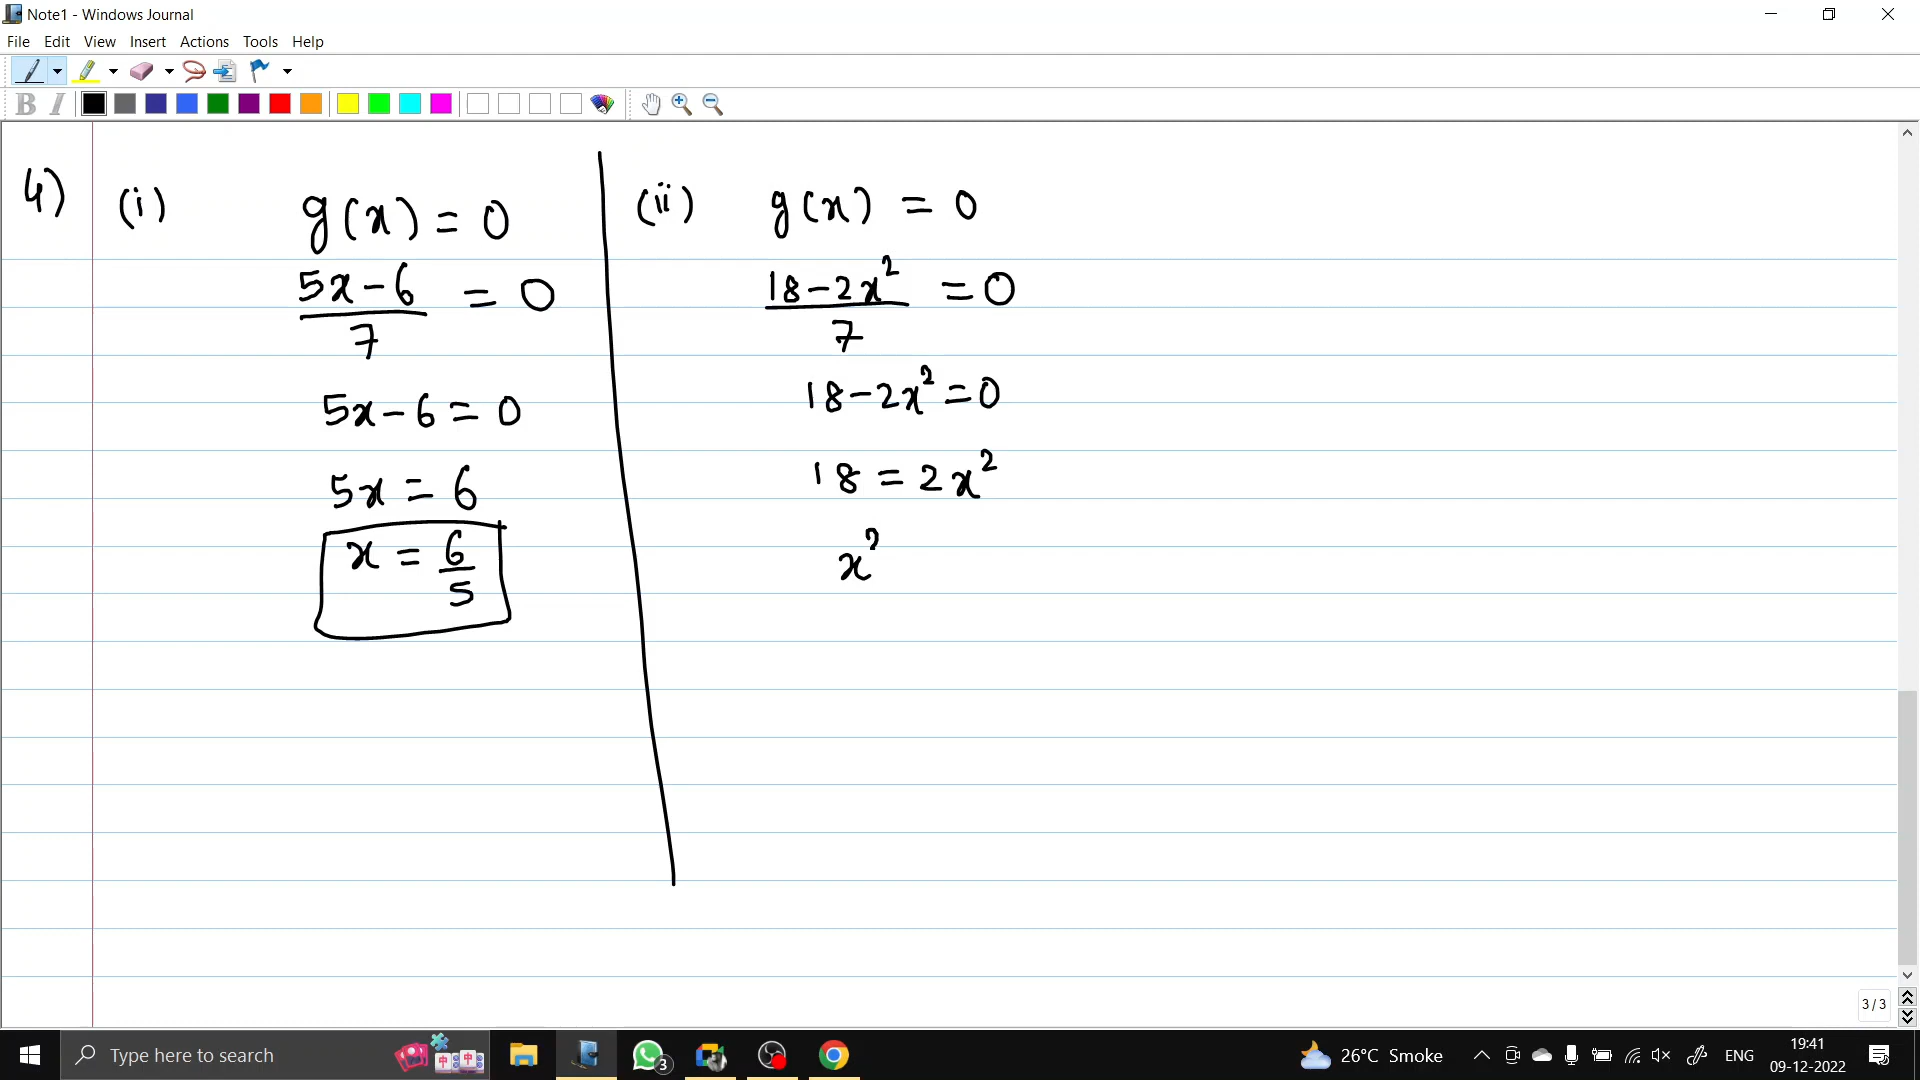 Note1 - Windows Journal
File Edit View Insert Actions Tools Help
B I
4) (i) g(x) = 0
5x-6/7 = 0
5x-6 = 0
5x = 6
x = 6/5
(ii) g(x) = 0
18-2x²/7 = 0
18-2x² = 0
18 = 2x²
x²
3 / 3
Type here to search
3
26°C Smoke
ENG
19:41
09-12-2022